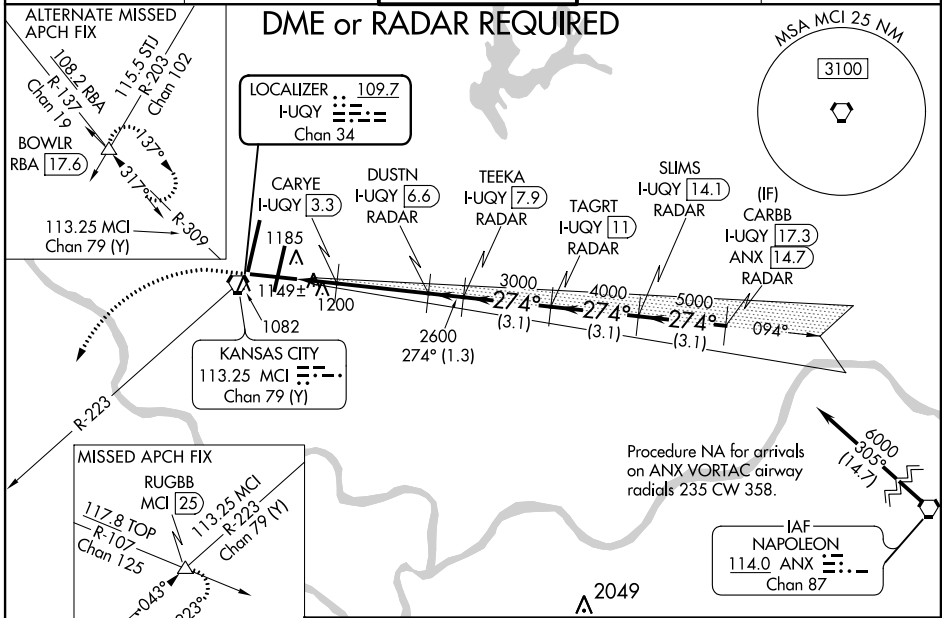 DME or RADAR REQUIRED
ALTERNATE MISSED
APCH FIX
108.2 RBA
R-137
Chan 19
115.5 STJ
R-203
Chan 102
BOWLR
RBA 17.6
137°
317°
R-309
113.25 MCI
Chan 79 (Y)
LOCALIZER 109.7
I-UQY
Chan 34
MSA MCI 25 NM
3100
CARYE
I-UQY 3.3
DUSTN
I-UQY 6.6
RADAR
TEEKA
I-UQY 7.9
RADAR
TAGRT
I-UQY 11
RADAR
SLIMS
I-UQY 14.1
RADAR
(IF)
CARBB
I-UQY 17.3
ANX 14.7
RADAR
1185
1149±
1200
1082
3000
274°
(3.1)
4000
274°
(3.1)
5000
274°
(3.1)
094°
2600
274° (1.3)
KANSAS CITY
113.25 MCI
Chan 79 (Y)
R-223
MISSED APCH FIX
RUGBB
MCI 25
117.8 TOP
R-107
Chan 125
113.25 MCI
R-223
Chan 79 (Y)
043°
223°
Procedure NA for arrivals
on ANX VORTAC airway
radials 235 CW 358.
6000
305°
(14.7)
IAF
NAPOLEON
114.0 ANX
Chan 87
2049